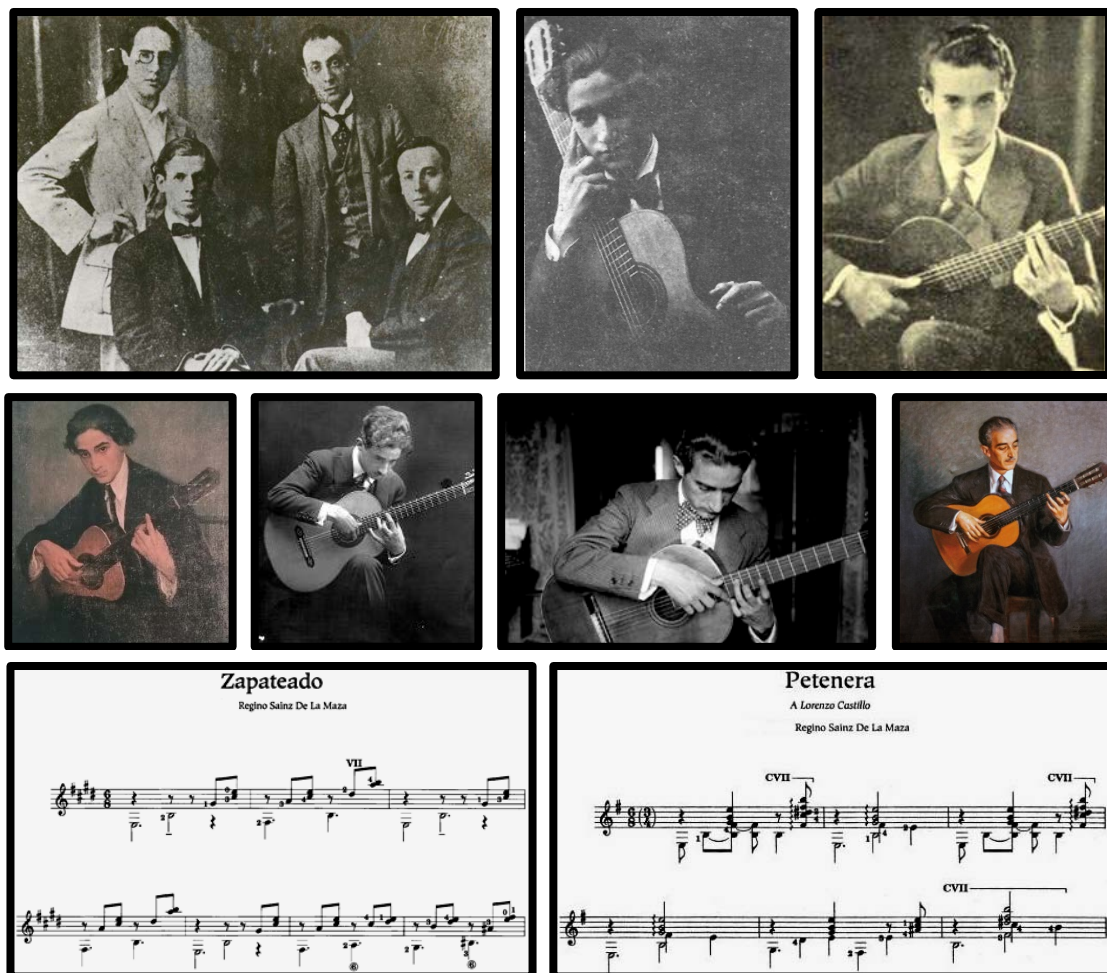 Zapateado
Regino Sainz De La Maza
VII
Petenera
A Lorenzo Castillo
Regino Sainz De La Maza
CVII
CVII
CVII